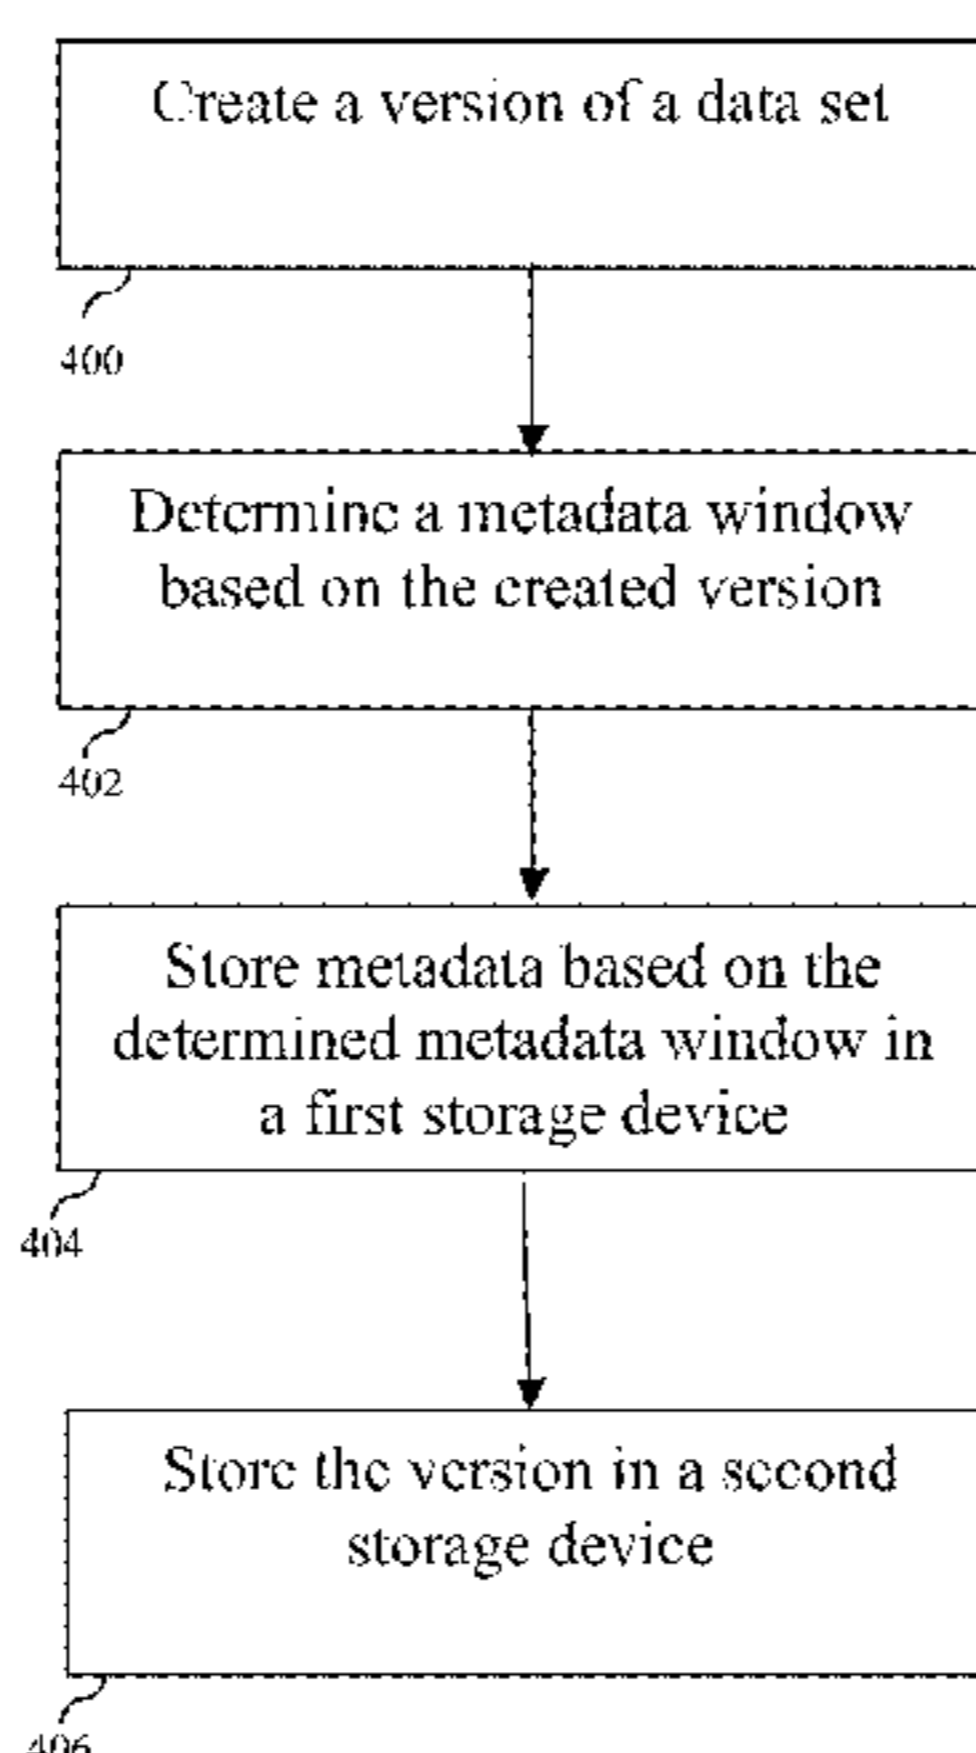 Create a version of a data set
400
Determine a metadata window
based on the created version
402
Store metadata based on the
determined metadata window in
a first storage device
404
Store the version in a second
storage device
406